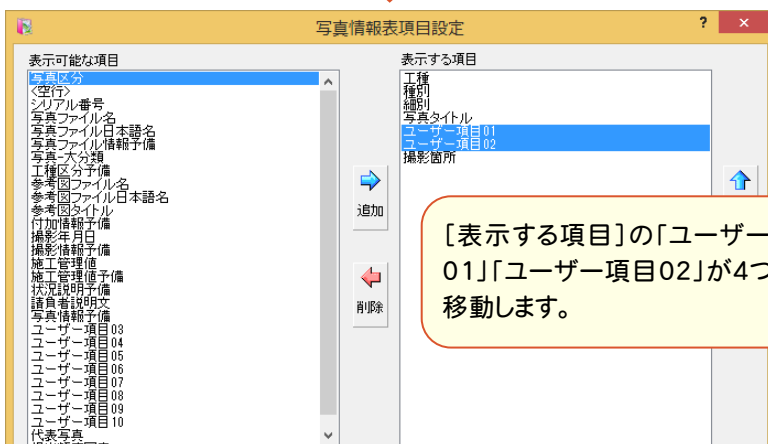 写真情報表項目設定
? ×
表示可能な項目
写真区分
<空行>
シリアル番号
写真ファイル名
写真ファイル日本語名
写真ファイル情報予備
写真-大分類
工種区分予備
参考図ファイル名
参考図ファイル日本語名
参考図タイトル
付加情報予備
撮影年月日
撮影情報予備
施工管理値
施工管理値予備
状況説明予備
請負者説明文
写真情報予備
ユーザー項目03
ユーザー項目04
ユーザー項目05
ユーザー項目06
ユーザー項目07
ユーザー項目08
ユーザー項目09
ユーザー項目10
代表写真
追加
削除
表示する項目
工種
種別
細別
写真タイトル
ユーザー項目01
ユーザー項目02
撮影箇所
[表示する項目]の「ユーザー
01」「ユーザー項目02」が4つ
移動します。